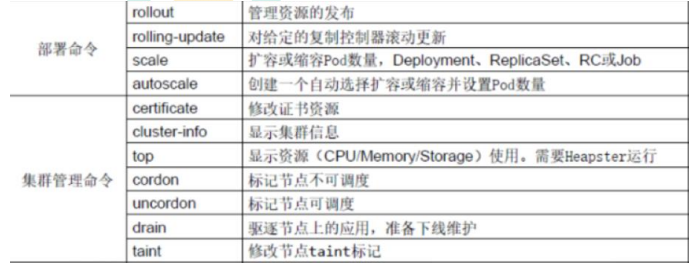 部署命令
rollout 管理资源的发布
rolling-update 对给定的复制控制器滚动更新
scale 扩容或缩容Pod数量，Deployment、ReplicaSet、RC或Job
autoscale 创建一个自动选择扩容或缩容并设置Pod数量
集群管理命令
certificate 修改证书资源
cluster-info 显示集群信息
top 显示资源（CPU/Memory/Storage）使用。需要Heapster运行
cordon 标记节点不可调度
uncordon 标记节点可调度
drain 驱逐节点上的应用，准备下线维护
taint 修改节点taint标记